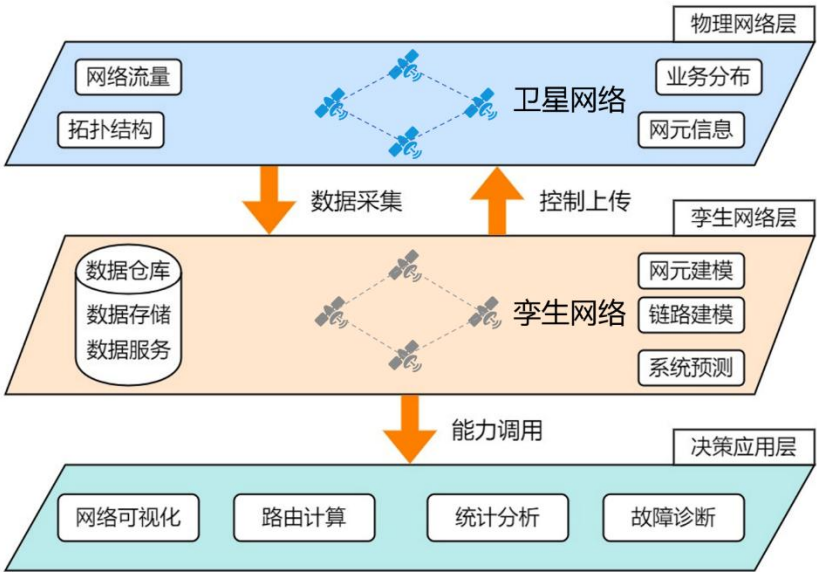 物理网络层
网络流量
业务分布
卫星网络
拓扑结构
网元信息
数据采集
控制上传
孪生网络层
数据仓库
数据存储
数据服务
孪生网络
网元建模
链路建模
系统预测
能力调用
决策应用层
网络可视化
路由计算
统计分析
故障诊断